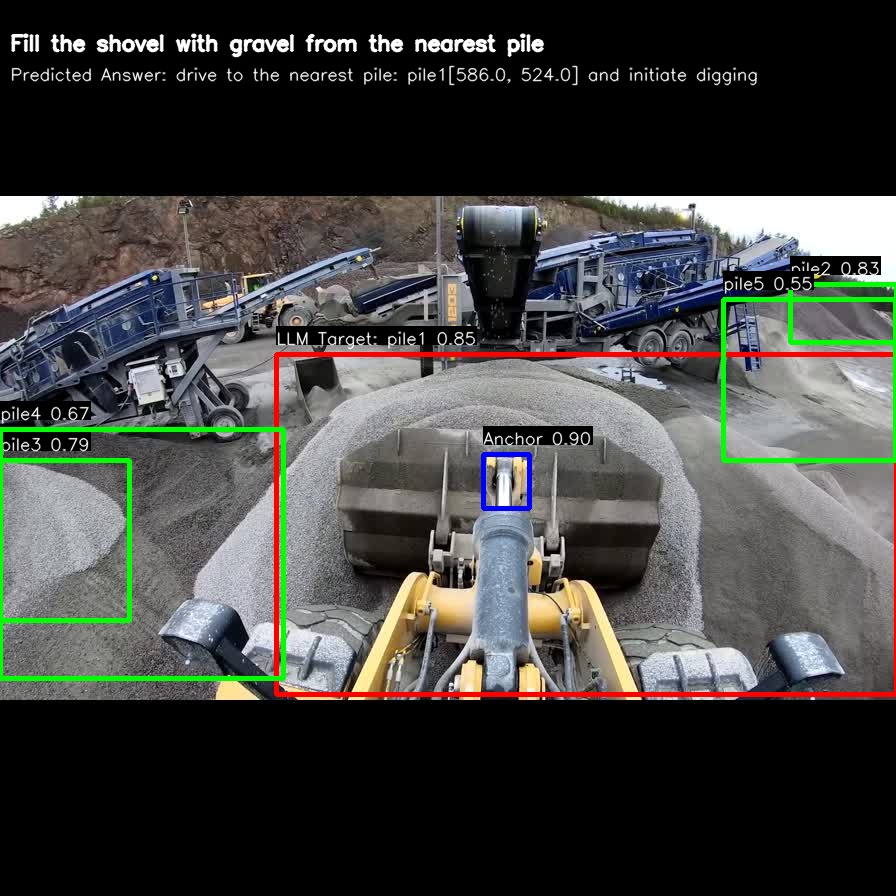 Fill the shovel with gravel from the nearest pile
Predicted Answer: drive to the nearest pile: pile1[586.0, 524.0] and initiate digging
pile2 0.83
pile5 0.55
LLM Target: pile1 0.85
pile4 0.67
Anchor 0.90
pile3 0.79